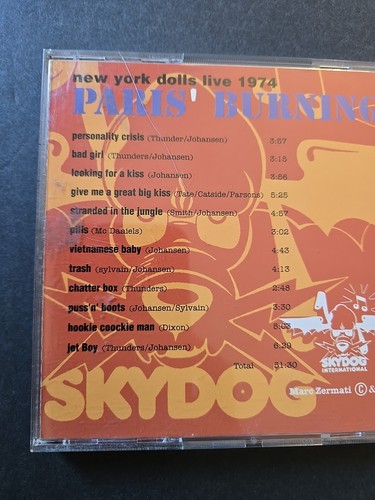 new york dolls live 1974
PARIS' BURNING
personality crisis (Thunder/Johansen) 3:57
bad girl (Thunders/Johansen) 3:15
looking for a kiss (Johansen) 3:56
give me a great big kiss (Tate/Catside/Parsons) 5:25
stranded in the jungle (Smith/Johansen) 4:57
pills (Mc Daniels) 3:02
vietnamese baby (Johansen) 4:43
trash (sylvain/Johansen) 4:13
chatter box (Thunders) 2:48
puss'n' boots (Johansen/Sylvain) 3:30
hookie coockie man (Dixon) 5:03
jet Boy (Thunders/Johansen) 6:29
Total 51:30
SKYDOG
INTERNATIONAL
SKYDOG
Marc Zermati © &